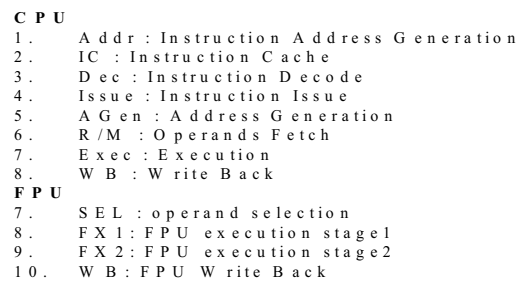 CPU
1. Addr: Instruction Address Generation
2. IC: Instruction Cache
3. Dec: Instruction Decode
4. Issue: Instruction Issue
5. AGen: Address Generation
6. R/M : Operands Fetch
7. Exec: Execution
8. WB: Write Back
FPU
7. SEL : operand selection
8. FX1: FPU execution stage1
9. FX2: FPU execution stage2
10. WB: FPU Write Back